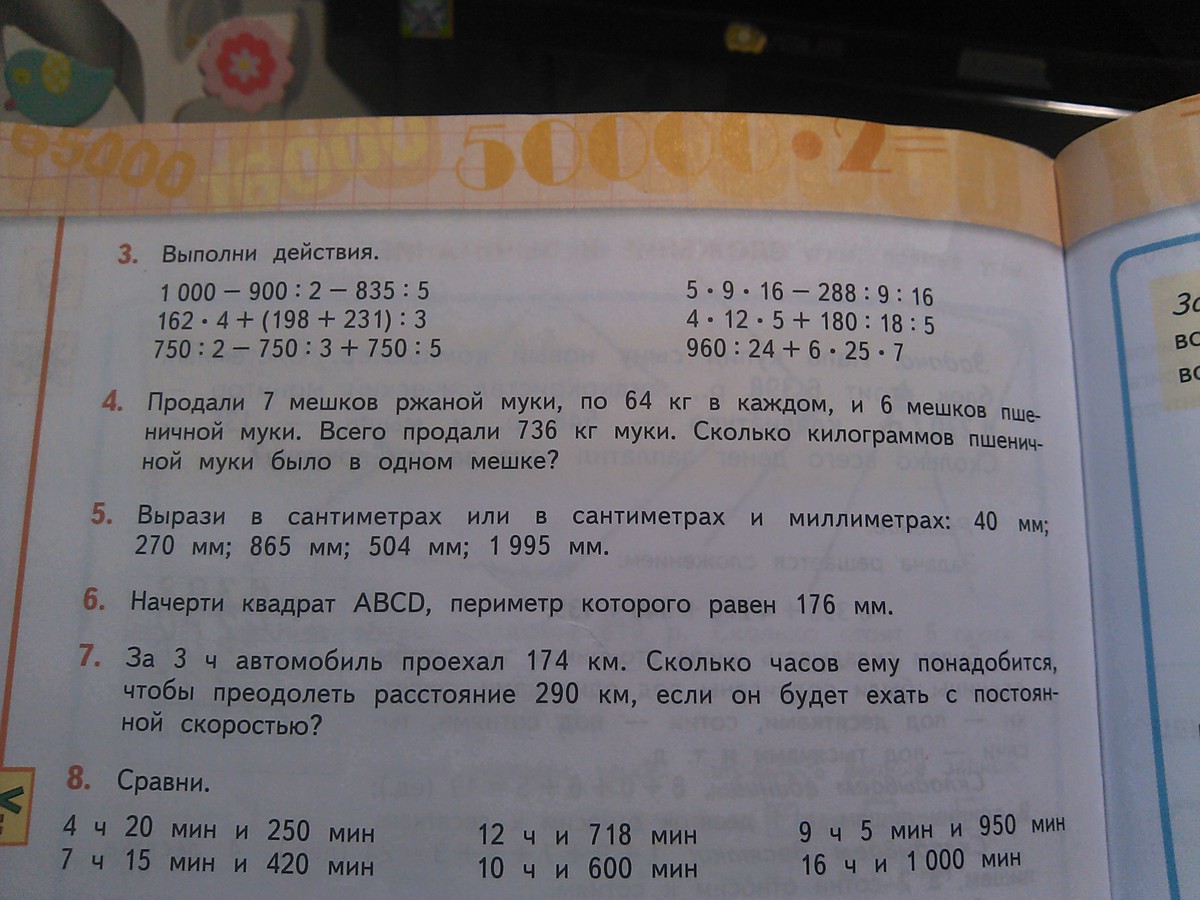 65000 16000 50000 • 2 =
3. Выполни действия.
1 000 − 900 : 2 − 835 : 5
162 • 4 + (198 + 231) : 3
750 : 2 − 750 : 3 + 750 : 5
5 • 9 • 16 − 288 : 9 : 16
4 • 12 • 5 + 180 : 18 : 5
960 : 24 + 6 • 25 • 7
4. Продали 7 мешков ржаной муки, по 64 кг в каждом, и 6 мешков пше-
ничной муки. Всего продали 736 кг муки. Сколько килограммов пшенич-
ной муки было в одном мешке?
5. Вырази в сантиметрах или в сантиметрах и миллиметрах: 40 мм;
270 мм; 865 мм; 504 мм; 1 995 мм.
6. Начерти квадрат ABCD, периметр которого равен 176 мм.
7. За 3 ч автомобиль проехал 174 км. Сколько часов ему понадобится,
чтобы преодолеть расстояние 290 км, если он будет ехать с постоян-
ной скоростью?
8. Сравни.
4 ч 20 мин и 250 мин
7 ч 15 мин и 420 мин
12 ч и 718 мин
10 ч и 600 мин
9 ч 5 мин и 950 мин
16 ч и 1 000 мин